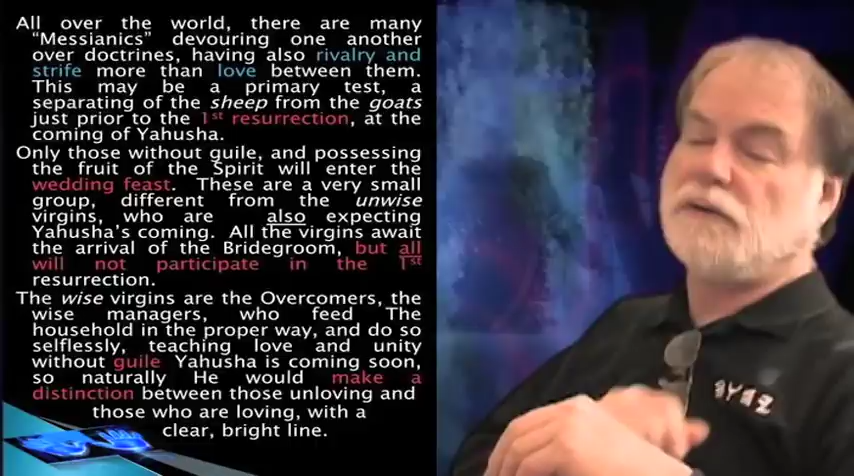 All over the world, there are many
“Messianics” devouring one another
over doctrines, having also rivalry and
strife more than love between them.
This may be a primary test, a
separating of the sheep from the goats
just prior to the 1st resurrection, at the
coming of Yahusha.
Only those without guile, and possessing
the fruit of the Spirit will enter the
wedding feast. These are a very small
group, different from the unwise
virgins, who are also expecting
Yahusha’s coming. All the virgins await
the arrival of the Bridegroom, but all
will not participate in the 1st
resurrection.
The wise virgins are the Overcomers, the
wise managers, who feed The
household in the proper way, and do so
selflessly, teaching love and unity
without guile Yahusha is coming soon,
so naturally He would make a
distinction between those unloving and
those who are loving, with a
clear, bright line.